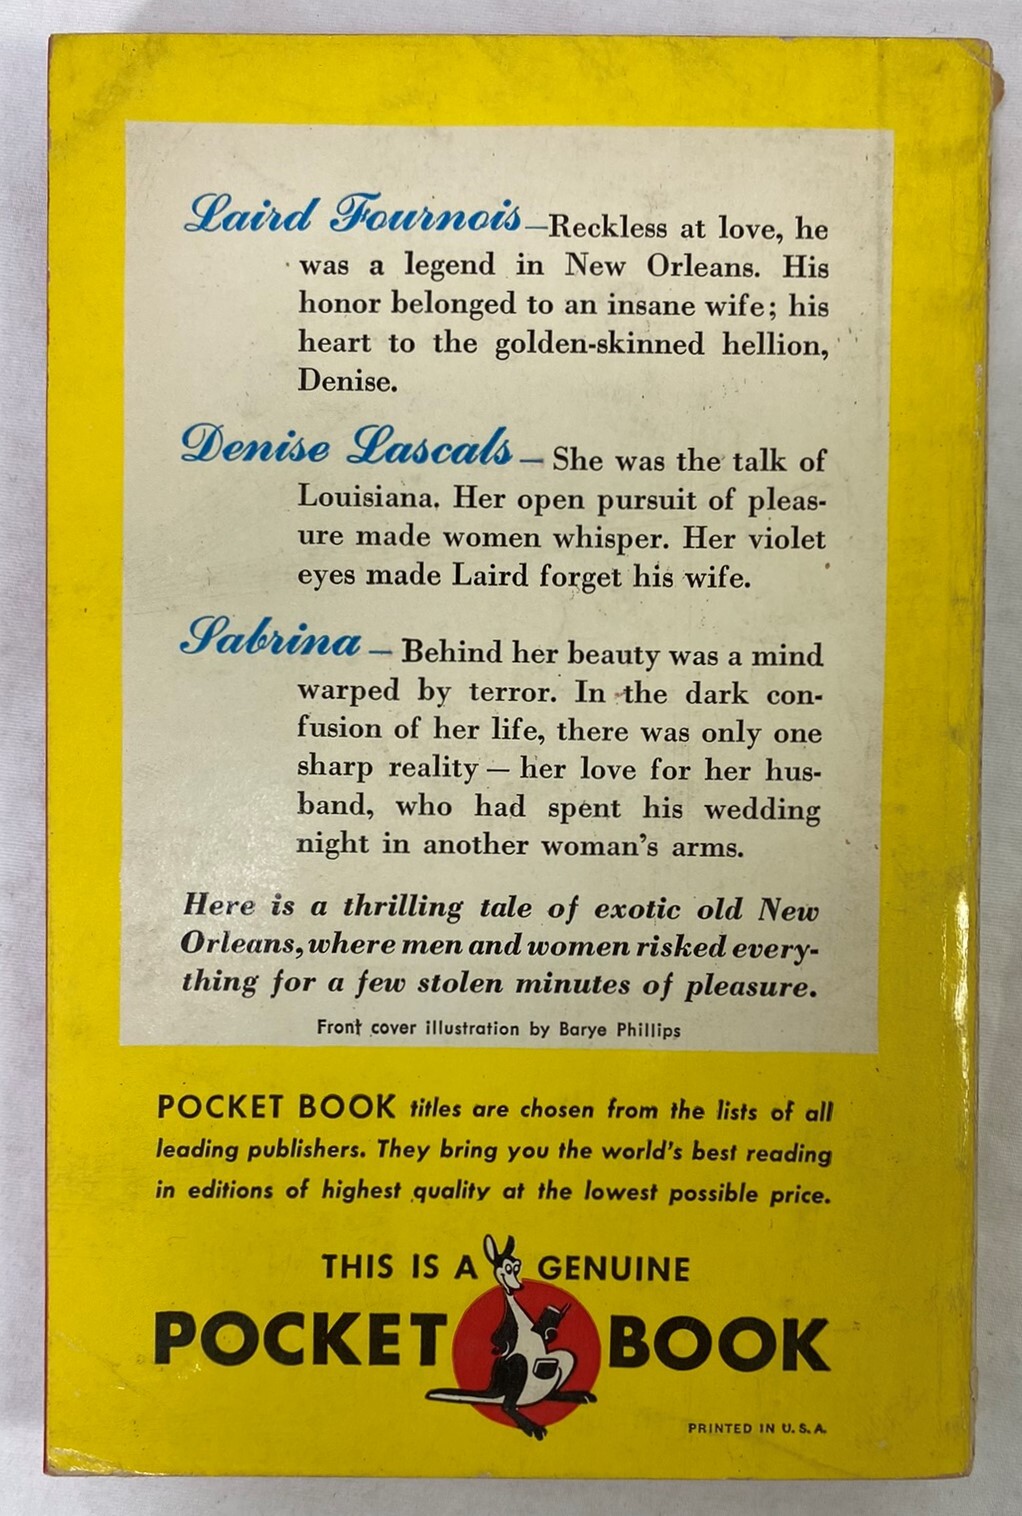 Laird Fournois—Reckless at love, he
was a legend in New Orleans. His
honor belonged to an insane wife; his
heart to the golden-skinned hellion,
Denise.
Denise Lascals — She was the talk of
Louisiana. Her open pursuit of pleas-
ure made women whisper. Her violet
eyes made Laird forget his wife.
Sabrina — Behind her beauty was a mind
warped by terror. In the dark con-
fusion of her life, there was only one
sharp reality — her love for her hus-
band, who had spent his wedding
night in another woman's arms.
Here is a thrilling tale of exotic old New
Orleans, where men and women risked every-
thing for a few stolen minutes of pleasure.
Front cover illustration by Barye Phillips
POCKET BOOK titles are chosen from the lists of all
leading publishers. They bring you the world's best reading
in editions of highest quality at the lowest possible price.
THIS IS A GENUINE
POCKET BOOK
PRINTED IN U.S.A.